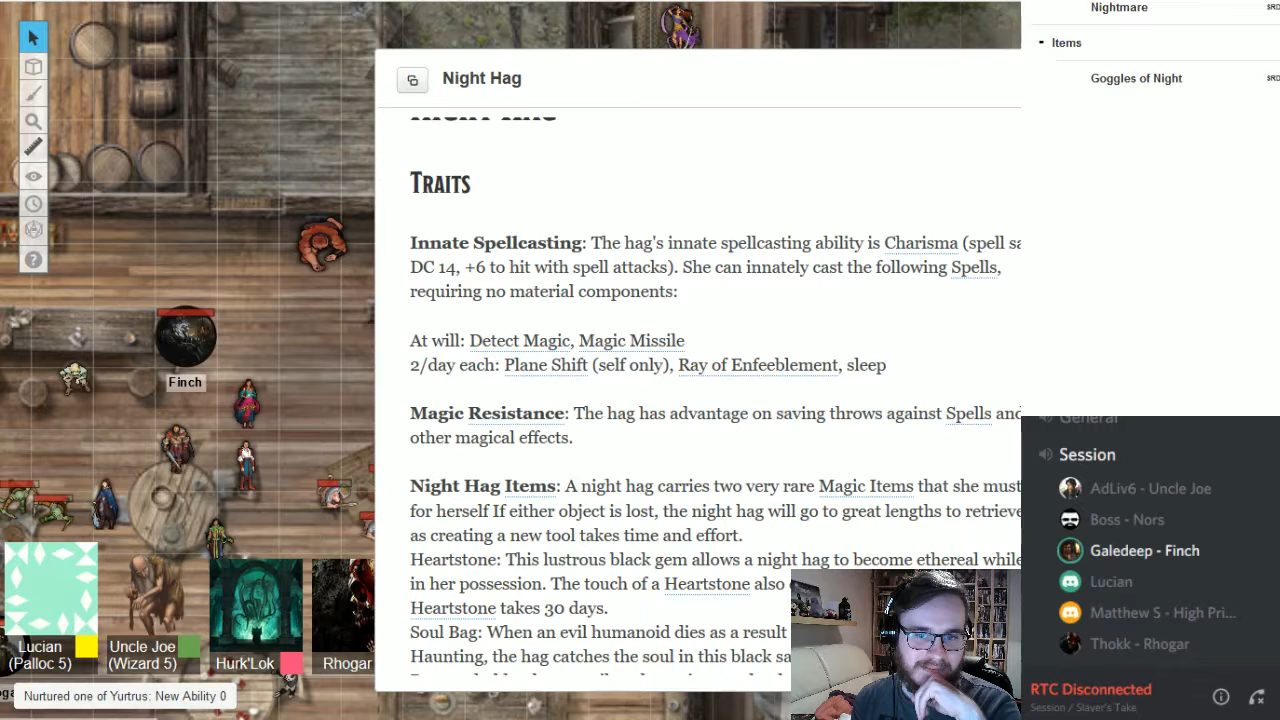 Nightmare
Items
Goggles of Night
Night Hag
Night Hag
TRAITS
Innate Spellcasting: The hag's innate spellcasting ability is Charisma (spell sa
DC 14, +6 to hit with spell attacks). She can innately cast the following Spells,
requiring no material components:
At will: Detect Magic, Magic Missile
2/day each: Plane Shift (self only), Ray of Enfeeblement, sleep
Magic Resistance: The hag has advantage on saving throws against Spells and
other magical effects.
Night Hag Items: A night hag carries two very rare Magic Items that she must
for herself If either object is lost, the night hag will go to great lengths to retrieve
as creating a new tool takes time and effort.
Heartstone: This lustrous black gem allows a night hag to become ethereal while
in her possession. The touch of a Heartstone also
Heartstone takes 30 days.
Soul Bag: When an evil humanoid dies as a result
Haunting, the hag catches the soul in this black sa
Finch
Lucian
(Palloc 5)
Uncle Joe
(Wizard 5)
Hurk'Lok
Rhogar
Nurtured one of Yurtrus: New Ability 0
General
Session
AdLiv6 - Uncle Joe
Boss - Nors
Galedeep - Finch
Lucian
Matthew S - High Pri...
Thokk - Rhogar
RTC Disconnected
Session / Slayer's Take